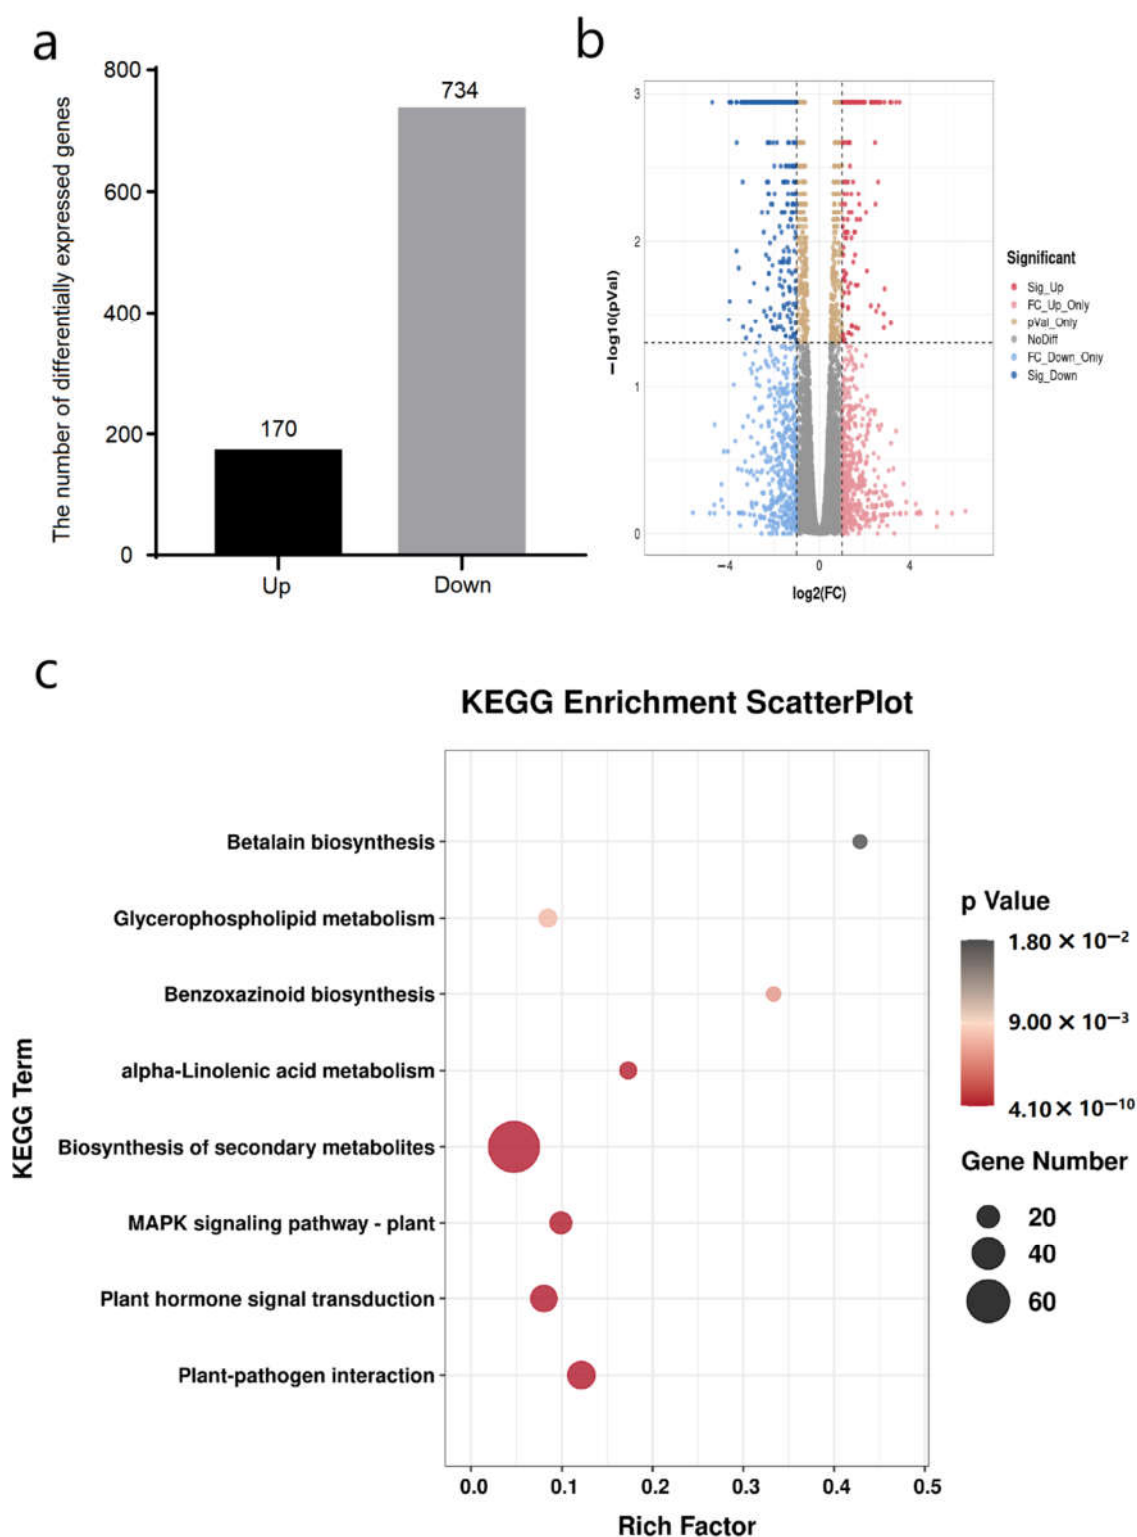 a
The number of differentially expressed genes
800
600
400
200
0
170
734
Up
Down
b
−log10(pVal)
3
2
1
0
−4
0
4
log2(FC)
Significant
Sig_Up
FC_Up_Only
pVal_Only
NoDiff
FC_Down_Only
Sig_Down
c
KEGG Enrichment ScatterPlot
KEGG Term
Betalain biosynthesis
Glycerophospholipid metabolism
Benzoxazinoid biosynthesis
alpha-Linolenic acid metabolism
Biosynthesis of secondary metabolites
MAPK signaling pathway - plant
Plant hormone signal transduction
Plant-pathogen interaction
0.0
0.1
0.2
0.3
0.4
0.5
Rich Factor
p Value
1.80 × 10⁻²
9.00 × 10⁻³
4.10 × 10⁻¹⁰
Gene Number
20
40
60